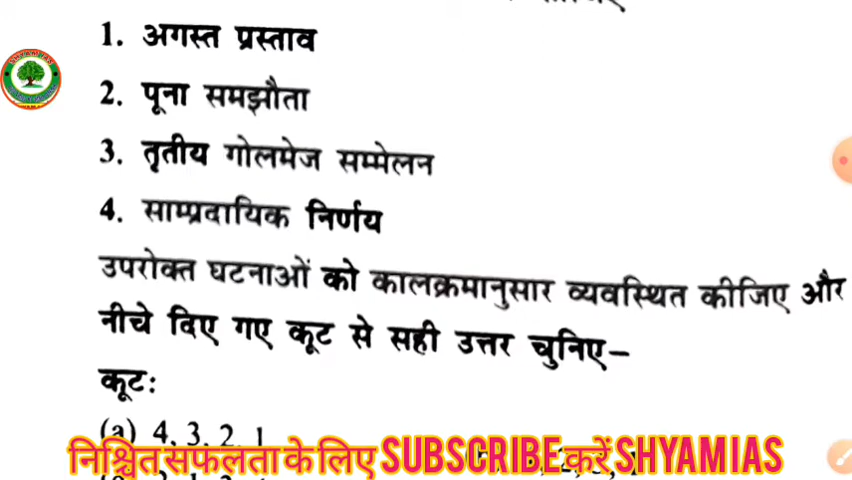 1. अगस्त प्रस्ताव
2. पूना समझौता
3. तृतीय गोलमेज सम्मेलन
4. साम्प्रदायिक निर्णय
उपरोक्त घटनाओं को कालक्रमानुसार व्यवस्थित कीजिए और
नीचे दिए गए कूट से सही उत्तर चुनिए–
कूटः
(a) 4, 3, 2, 1
निश्चित सफलता के लिए SUBSCRIBE करें SHYAMIAS